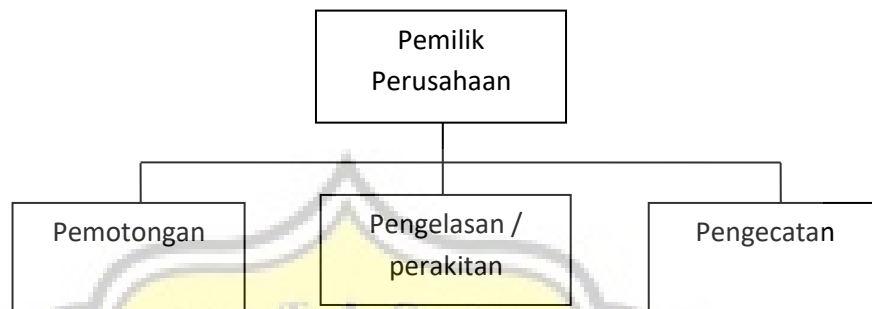 Pemilik
Perusahaan
Pemotongan
Pengelasan /
perakitan
Pengecatan